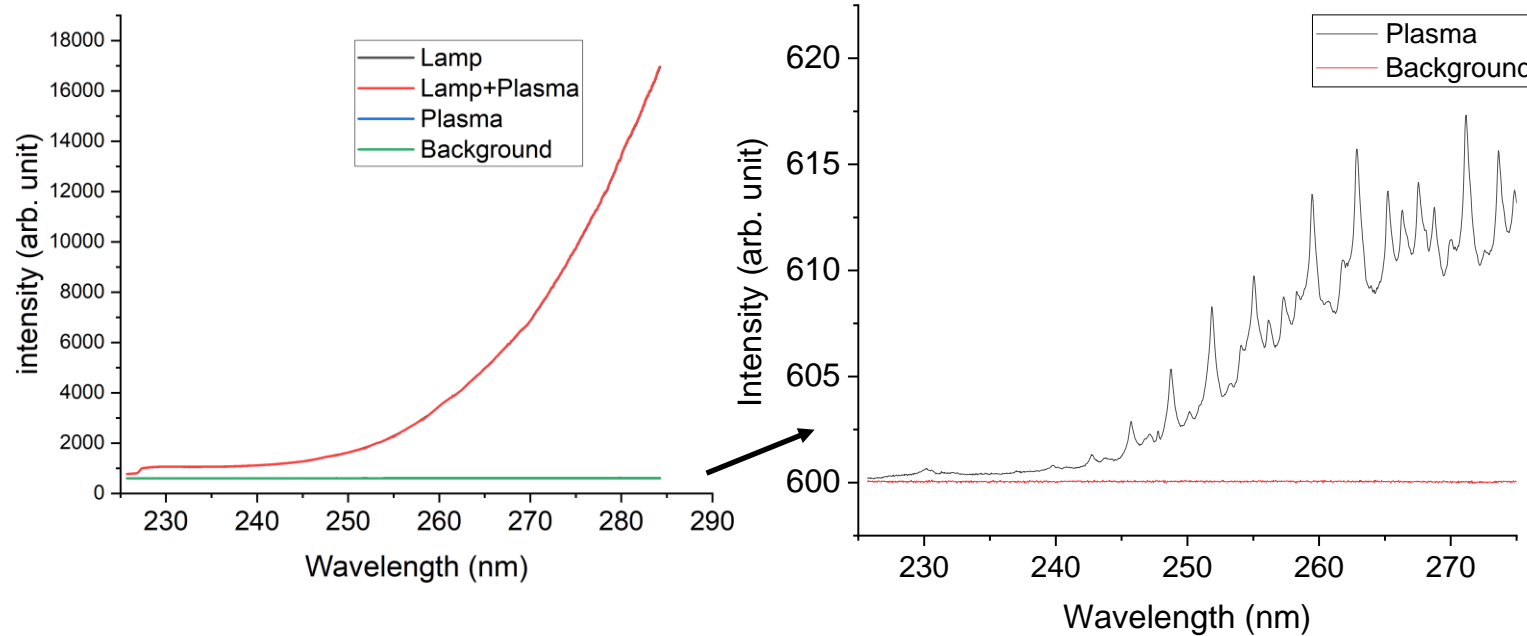 18000
16000
14000
12000
10000
8000
6000
4000
2000
0
intensity (arb. unit)
Lamp
Lamp+Plasma
Plasma
Background
230 240 250 260 270 280 290
Wavelength (nm)
620
615
610
605
600
Intensity (arb. unit)
Plasma
Background
230 240 250 260 270
Wavelength (nm)